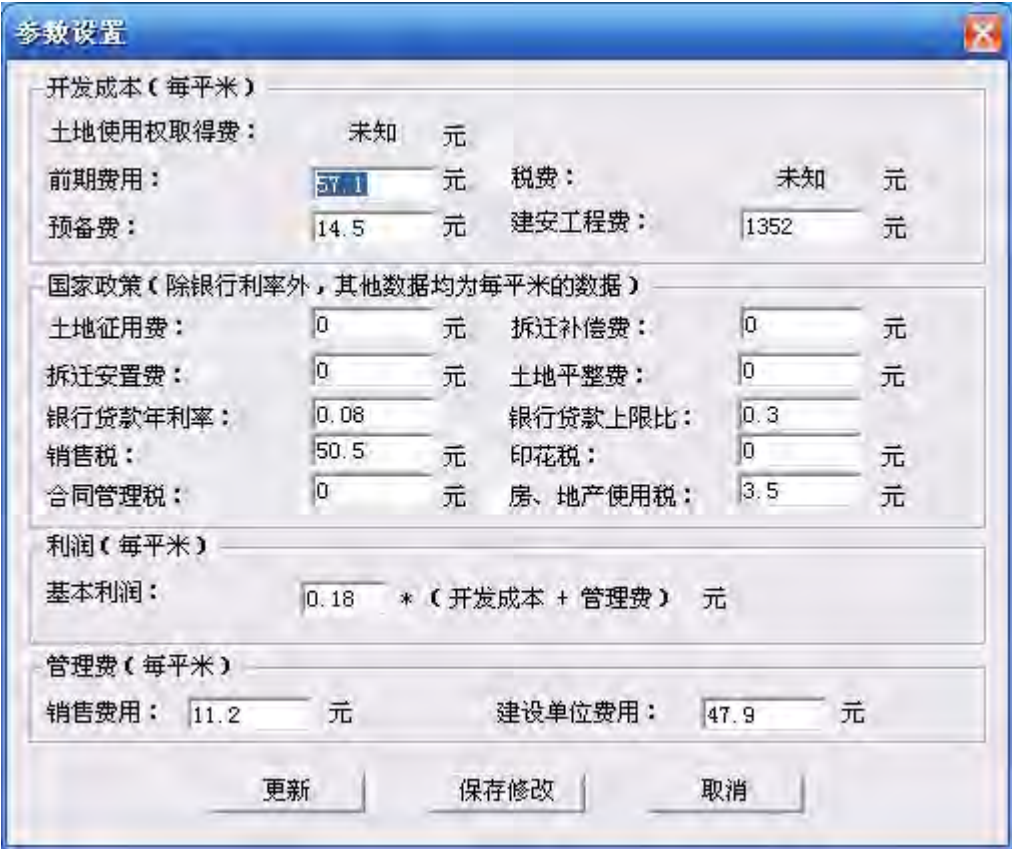 参数设置
开发成本(每平米)
土地使用权取得费: 未知 元
前期费用: 57.1 元 税费: 未知 元
预备费: 14.5 元 建安工程费: 1352 元
国家政策(除银行利率外,其他数据均为每平米的数据)
土地征用费: 0 元 拆迁补偿费: 0 元
拆迁安置费: 0 元 土地平整费: 0 元
银行贷款年利率: 0.08 银行贷款上限比: 0.3
销售税: 50.5 元 印花税: 0 元
合同管理税: 0 元 房、地产使用税: 3.5 元
利润(每平米)
基本利润: 0.18 *(开发成本 + 管理费) 元
管理费(每平米)
销售费用: 11.2 元 建设单位费用: 47.9 元
更新 保存修改 取消